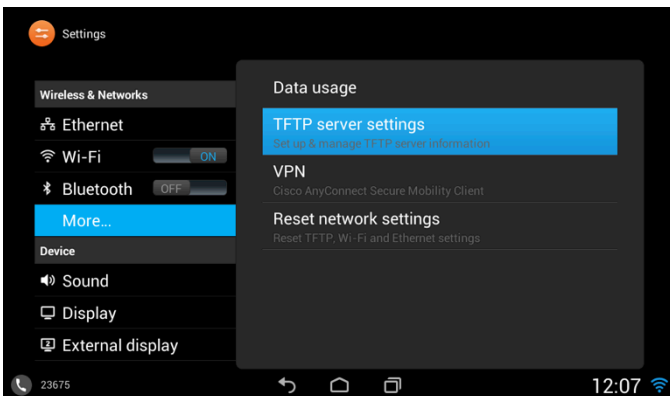 Settings
Wireless & Networks
Ethernet
Wi-Fi ON
Bluetooth OFF
More...
Device
Sound
Display
2 External display
Data usage
TFTP server settings
Set up & manage TFTP server information
VPN
Cisco AnyConnect Secure Mobility Client
Reset network settings
Reset TFTP, Wi-Fi and Ethernet settings
23675
12:07